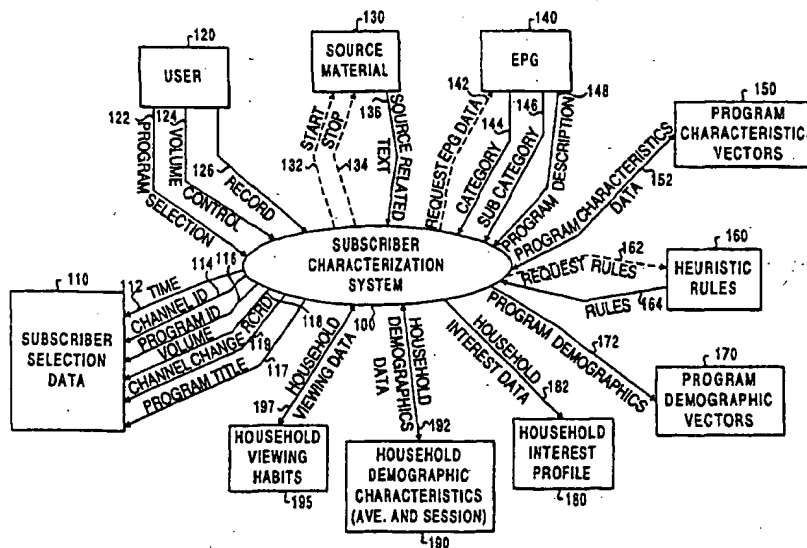 120
USER
130
SOURCE
MATERIAL
140
EPG
150
PROGRAM
CHARACTERISTIC
VECTORS
122
PROGRAM
SELECTION
124
VOLUME
CONTROL
126
RECORD
START
132
STOP
134
136
SOURCE RELATED
TEXT
142
REQUEST EPG DATA
144
CATEGORY
146
SUB CATEGORY
148
PROGRAM DESCRIPTION
PROGRAM CHARACTERISTICS
DATA
152
SUBSCRIBER
CHARACTERIZATION
SYSTEM
100
REQUEST RULES
162
RULES
164
160
HEURISTIC
RULES
110
SUBSCRIBER
SELECTION
DATA
112
TIME
114
CHANNEL ID
116
PROGRAM ID
VOLUME
CHANNEL CHANGE
RCRD
118
119
PROGRAM TITLE
117
HOUSEHOLD
VIEWING DATA
197
HOUSEHOLD
VIEWING
HABITS
195
HOUSEHOLD
DEMOGRAPHICS
DATA
192
HOUSEHOLD
DEMOGRAPHIC
CHARACTERISTICS
(AVE. AND SESSION)
190
HOUSEHOLD
INTEREST DATA
182
HOUSEHOLD
INTEREST
PROFILE
180
PROGRAM DEMOGRAPHICS
172
170
PROGRAM
DEMOGRAPHIC
VECTORS